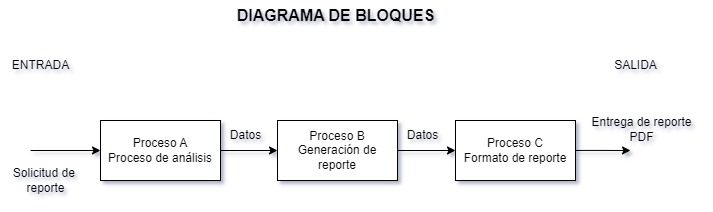 DIAGRAMA DE BLOQUES
ENTRADA
SALIDA
Solicitud de
reporte
Proceso A
Proceso de análisis
Datos
Proceso B
Generación de
reporte
Datos
Proceso C
Formato de reporte
Entrega de reporte
PDF